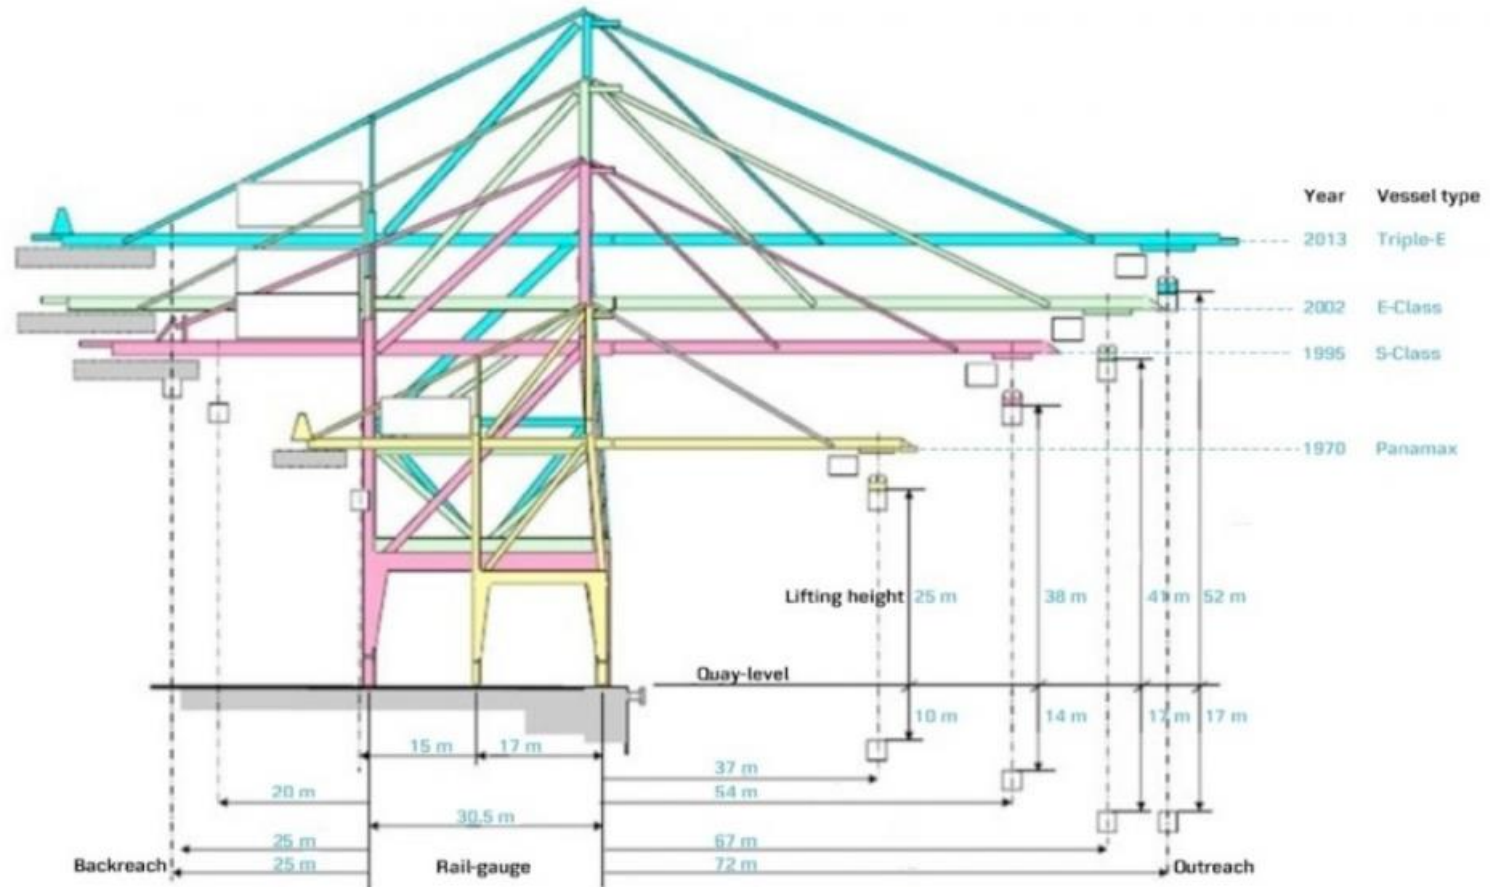 Year Vessel type
2013 Triple-E
2002 E-Class
1995 S-Class
1970 Panamax
Lifting height 25 m 38 m 41 m 52 m
Quay-level
10 m 14 m 17 m 17 m
15 m 17 m
37 m
20 m 54 m
30.5 m
25 m 67 m
Backreach 25 m Rail-gauge 72 m Outreach